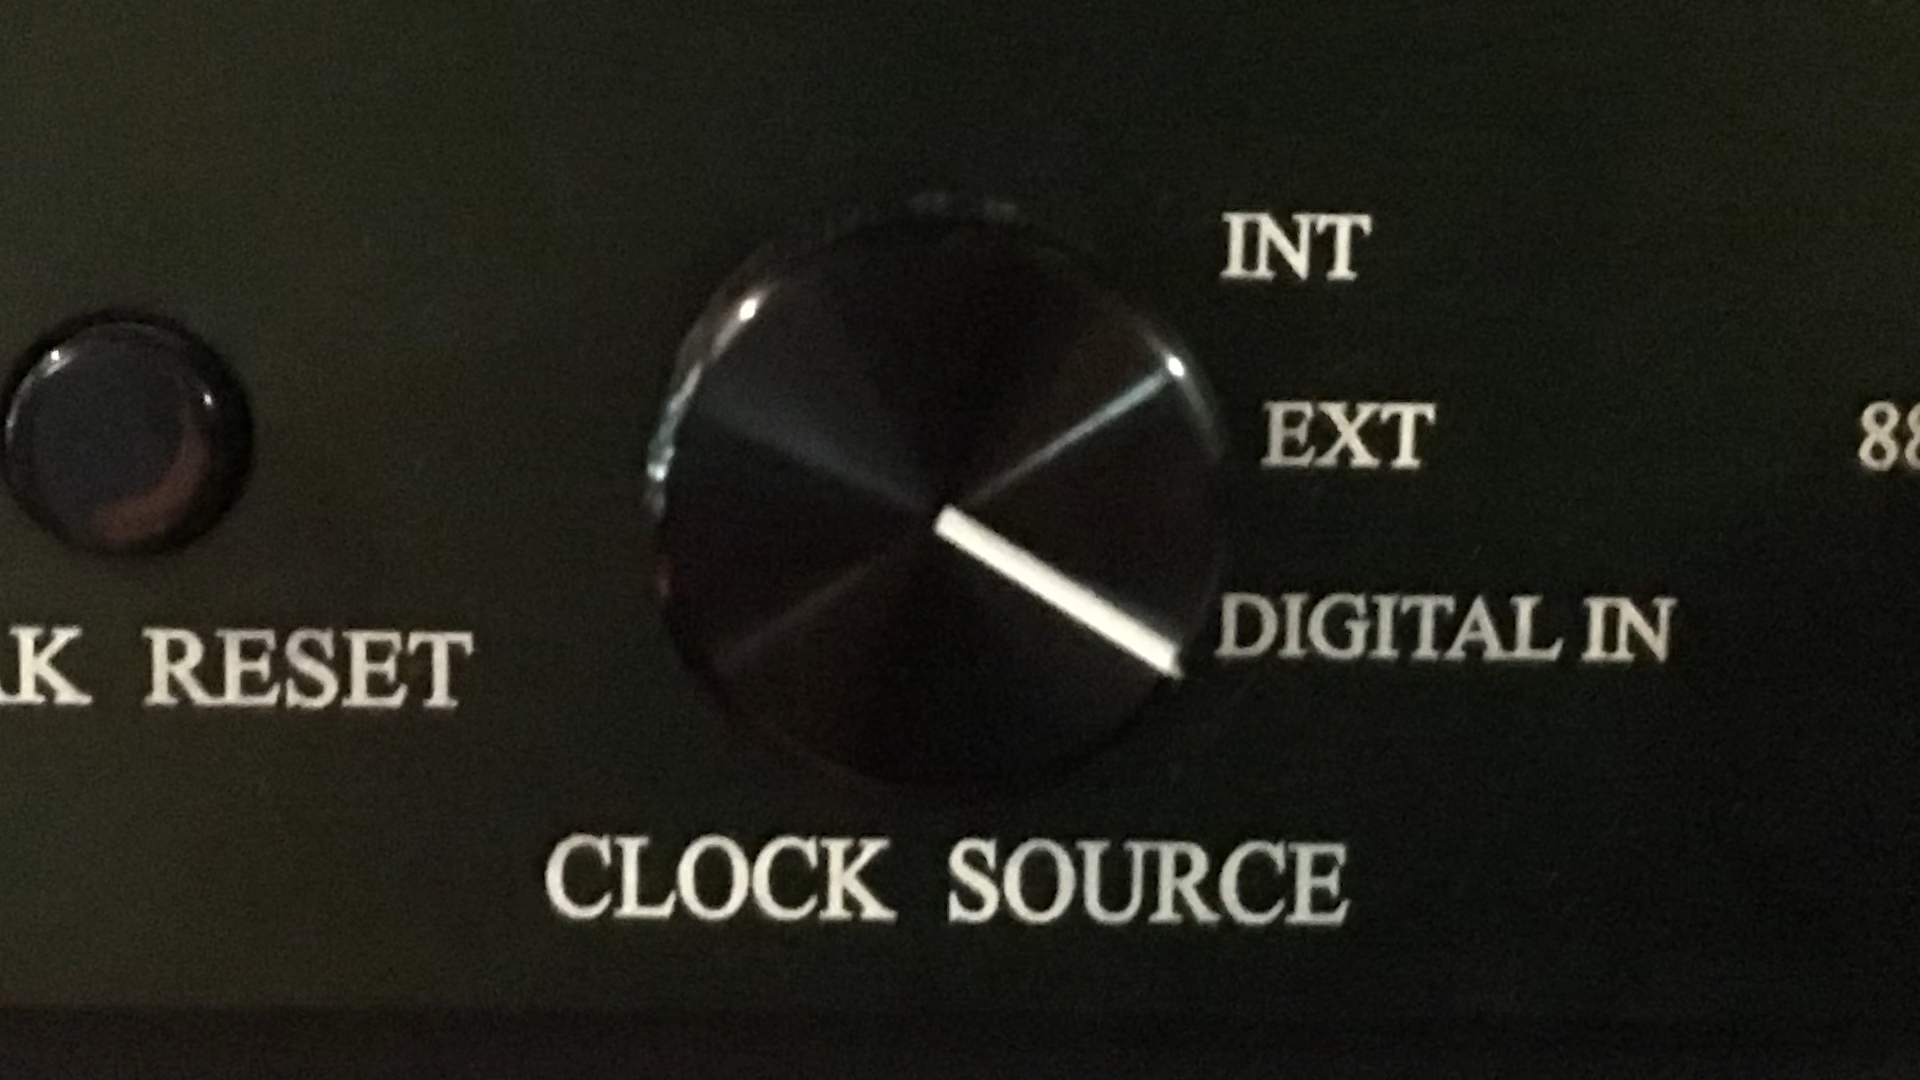 INT
EXT
DIGITAL IN
RESET
CLOCK SOURCE